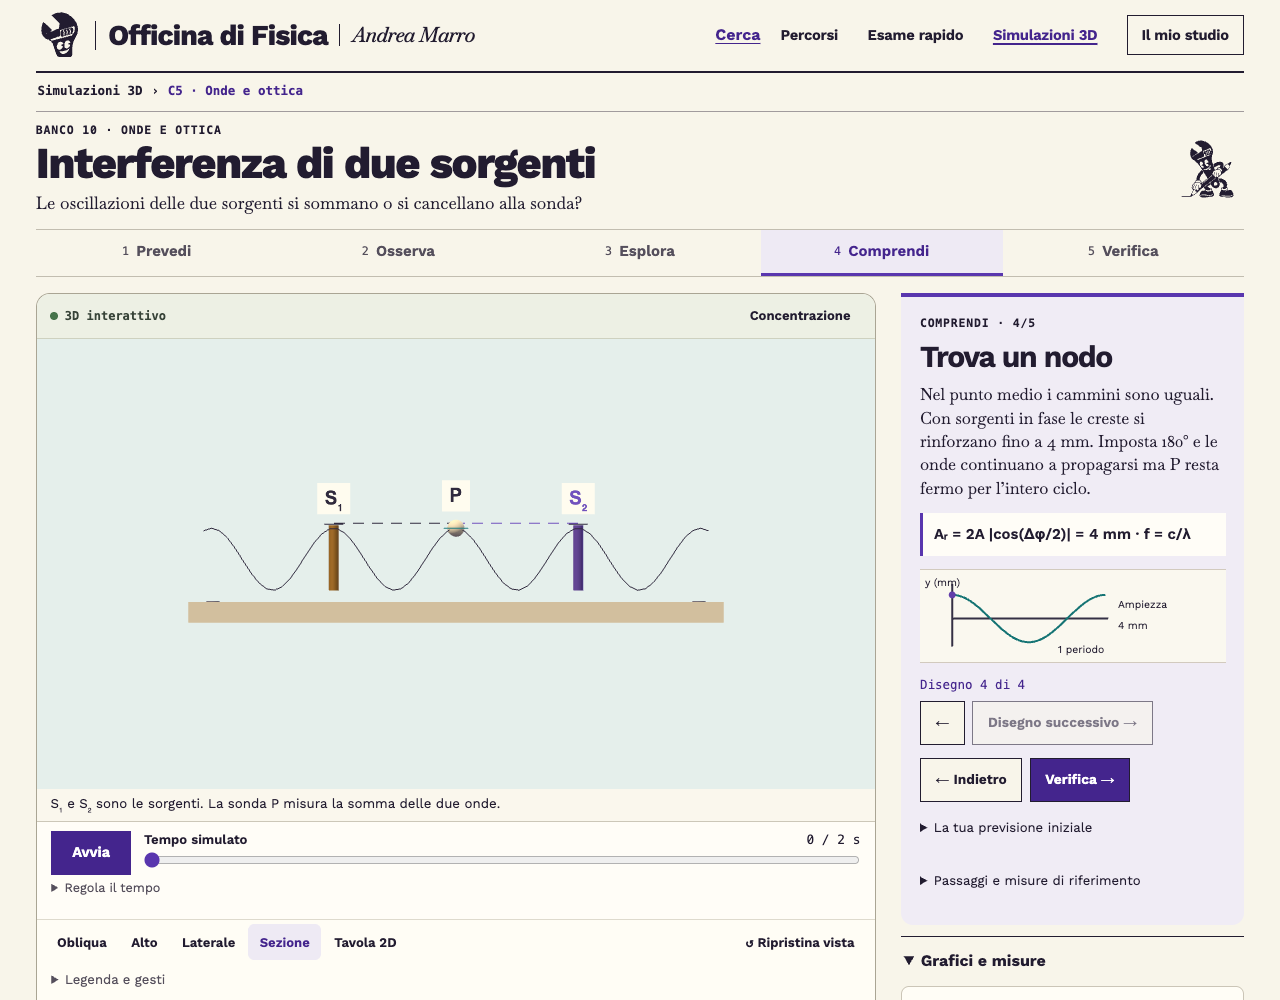 Officina di Fisica
Andrea Marro
Cerca
Percorsi
Esame rapido
Simulazioni 3D
Il mio studio
Simulazioni 3D › C5 · Onde e ottica
BANCO 10 · ONDE E OTTICA
Interferenza di due sorgenti
Le oscillazioni delle due sorgenti si sommano o si cancellano alla sonda?
1 Prevedi
2 Osserva
3 Esplora
4 Comprendi
5 Verifica
3D interattivo
Concentrazione
S₁
P
S₂
S₁ e S₂ sono le sorgenti. La sonda P misura la somma delle due onde.
Avvia
Tempo simulato
0 / 2 s
▶ Regola il tempo
Obliqua
Alto
Laterale
Sezione
Tavola 2D
↺ Ripristina vista
▶ Legenda e gesti
COMPRENDI · 4/5
Trova un nodo
Nel punto medio i cammini sono uguali.
Con sorgenti in fase le creste si
rinforzano fino a 4 mm. Imposta 180° e le
onde continuano a propagarsi ma P resta
fermo per l’intero ciclo.
Aᵣ = 2A |cos(Δφ/2)| = 4 mm · f = c/λ
y (mm)
Ampiezza
4 mm
1 periodo
Disegno 4 di 4
←
Disegno successivo →
← Indietro
Verifica →
▶ La tua previsione iniziale
▶ Passaggi e misure di riferimento
▼ Grafici e misure